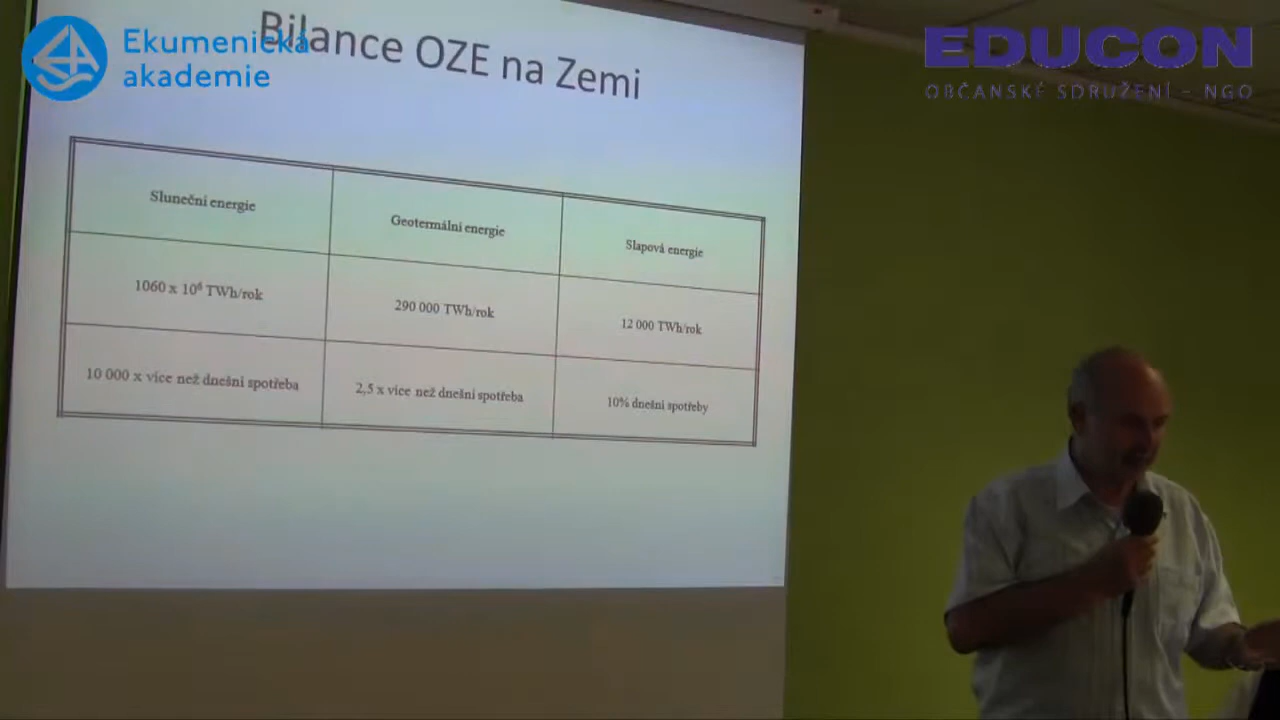 Ekumenická
akademie
Bilance OZE na Zemi
EDUCON
OBČANSKÉ SDRUŽENÍ - NGO
Sluneční energie
Geotermální energie
Slapová energie
1060 x 10⁶ TWh/rok
290 000 TWh/rok
12 000 TWh/rok
10 000 x více než dnešní spotřeba
2,5 x více než dnešní spotřeba
10% dnešní spotřeby